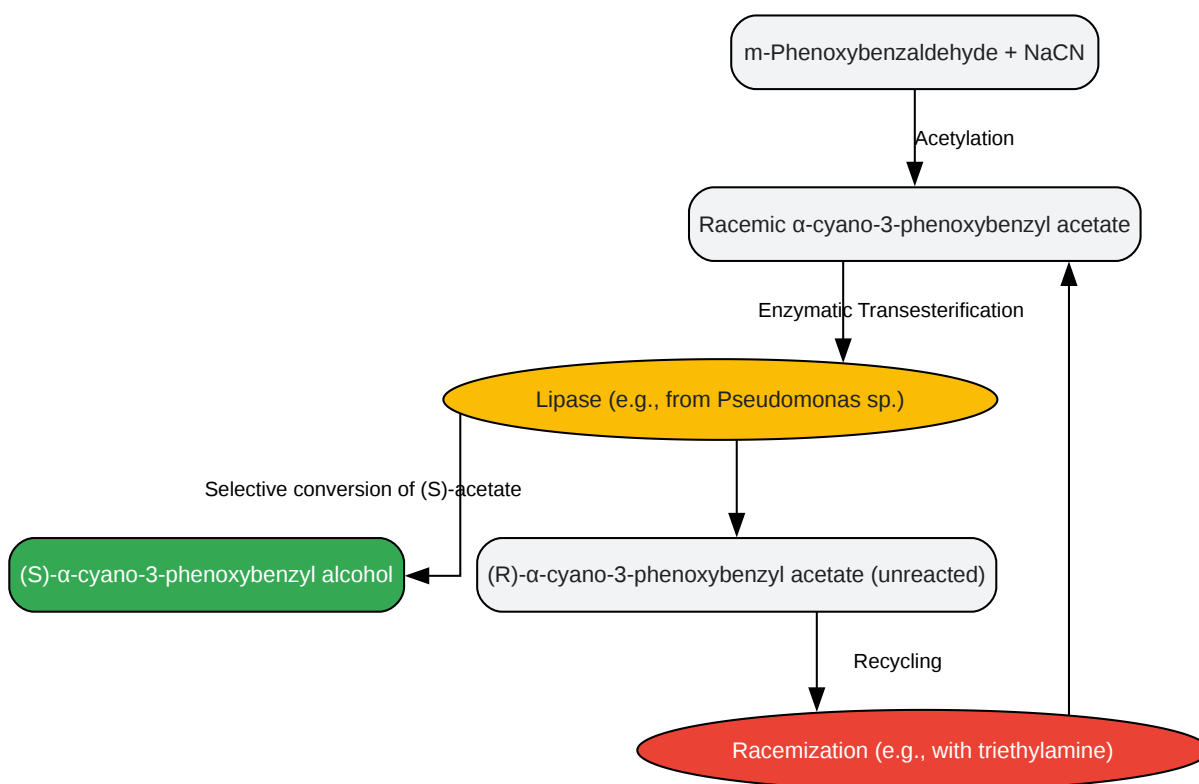 m-Phenoxybenzaldehyde + NaCN
Acetylation
Racemic α-cyano-3-phenoxybenzyl acetate
Enzymatic Transesterification
Lipase (e.g., from Pseudomonas sp.)
Selective conversion of (S)-acetate
(S)-α-cyano-3-phenoxybenzyl alcohol
(R)-α-cyano-3-phenoxybenzyl acetate (unreacted)
Recycling
Racemization (e.g., with triethylamine)